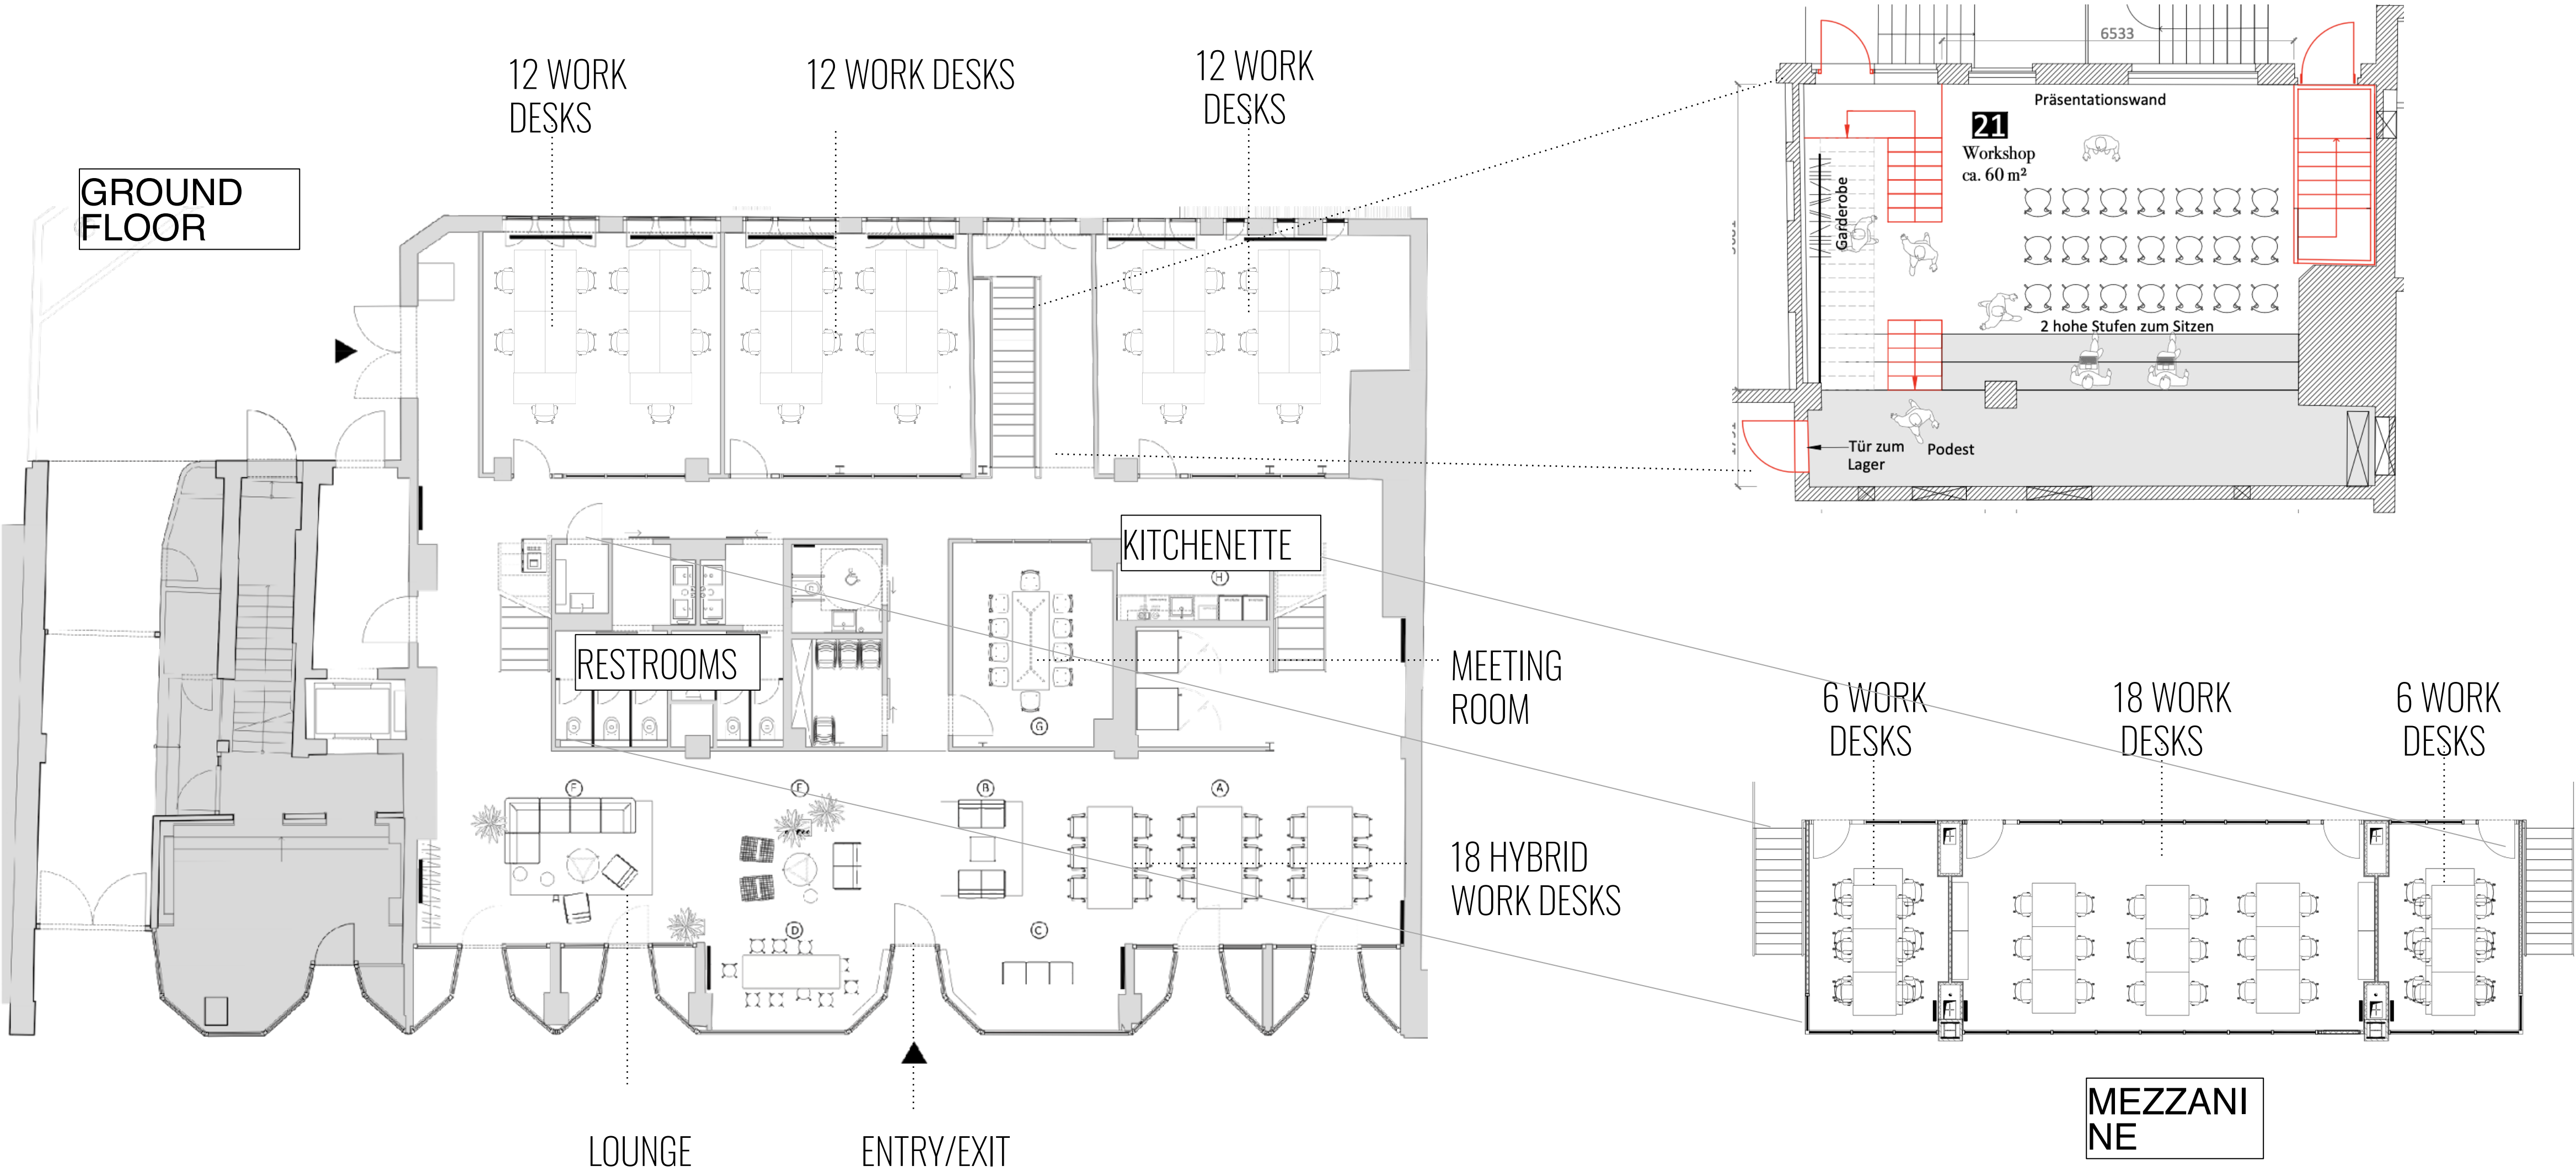 12 WORK
DESKS
12 WORK DESKS
12 WORK
DESKS
GROUND
FLOOR
6533
Präsentationswand
21
Workshop
ca. 60 m²
Garderobe
2 hohe Stufen zum Sitzen
Tür zum
Lager
Podest
KITCHENETTE
H
RESTROOMS
G
MEETING
ROOM
6 WORK
DESKS
18 WORK
DESKS
6 WORK
DESKS
F
E
B
A
18 HYBRID
WORK DESKS
D
C
MEZZANI
NE
LOUNGE
ENTRY/EXIT